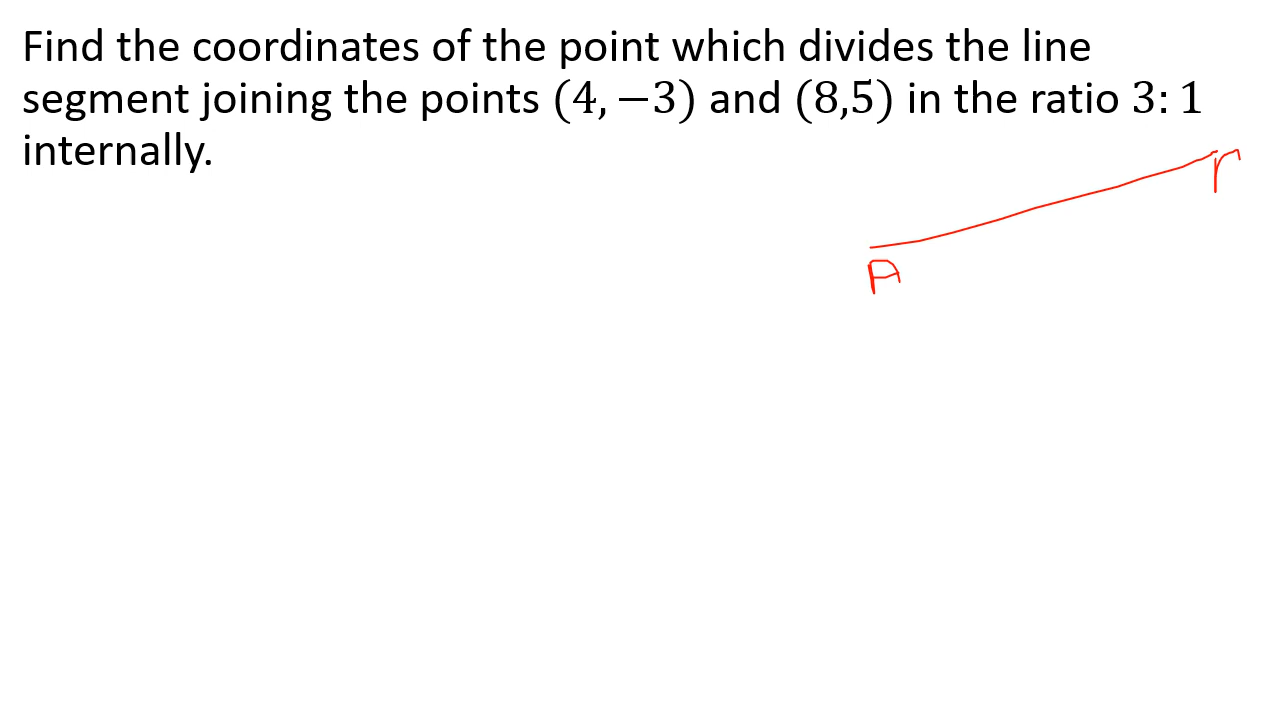 Find the coordinates of the point which divides the line
segment joining the points (4, −3) and (8,5) in the ratio 3: 1
internally.
A